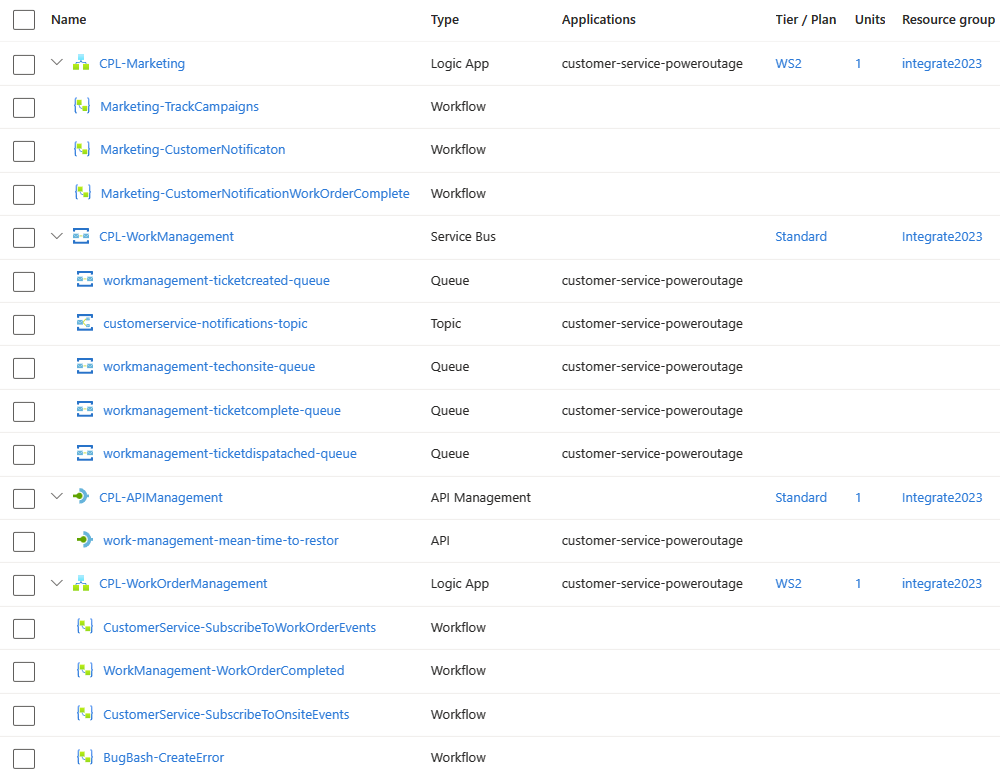 Name Type Applications Tier / Plan Units Resource group
CPL-Marketing Logic App customer-service-poweroutage WS2 1 integrate2023
Marketing-TrackCampaigns Workflow
Marketing-CustomerNotificaton Workflow
Marketing-CustomerNotificationWorkOrderComplete Workflow
CPL-WorkManagement Service Bus Standard Integrate2023
workmanagement-ticketcreated-queue Queue customer-service-poweroutage
customerservice-notifications-topic Topic customer-service-poweroutage
workmanagement-techonsite-queue Queue customer-service-poweroutage
workmanagement-ticketcomplete-queue Queue customer-service-poweroutage
workmanagement-ticketdispatached-queue Queue customer-service-poweroutage
CPL-APIManagement API Management Standard 1 Integrate2023
work-management-mean-time-to-restor API customer-service-poweroutage
CPL-WorkOrderManagement Logic App customer-service-poweroutage WS2 1 integrate2023
CustomerService-SubscribeToWorkOrderEvents Workflow
WorkManagement-WorkOrderCompleted Workflow
CustomerService-SubscribeToOnsiteEvents Workflow
BugBash-CreateError Workflow